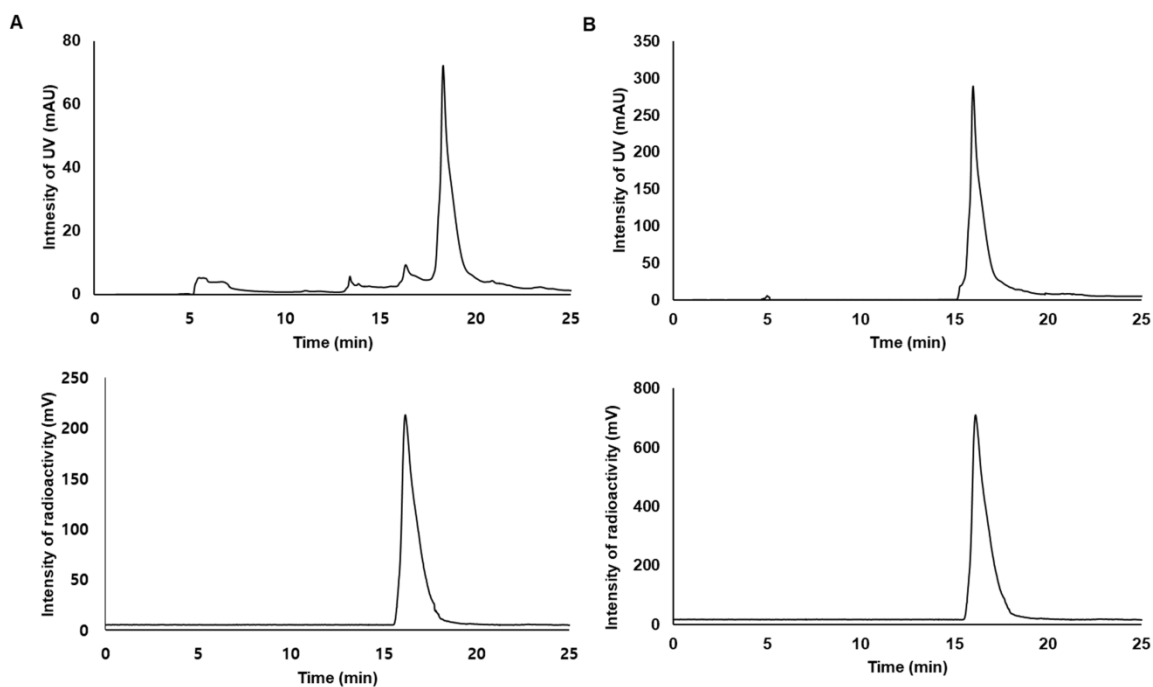 A
Intnesity of UV (mAU)
80
60
40
20
0
0 5 10 15 20 25
Time (min)
B
Intensity of UV (mAU)
350
300
250
200
150
100
50
0
0 5 10 15 20 25
Tme (min)
Intensity of radioactivity (mV)
250
200
150
100
50
0
0 5 10 15 20 25
Time (min)
Intensity of radioactivity (mV)
800
600
400
200
0
0 5 10 15 20 25
Time (min)